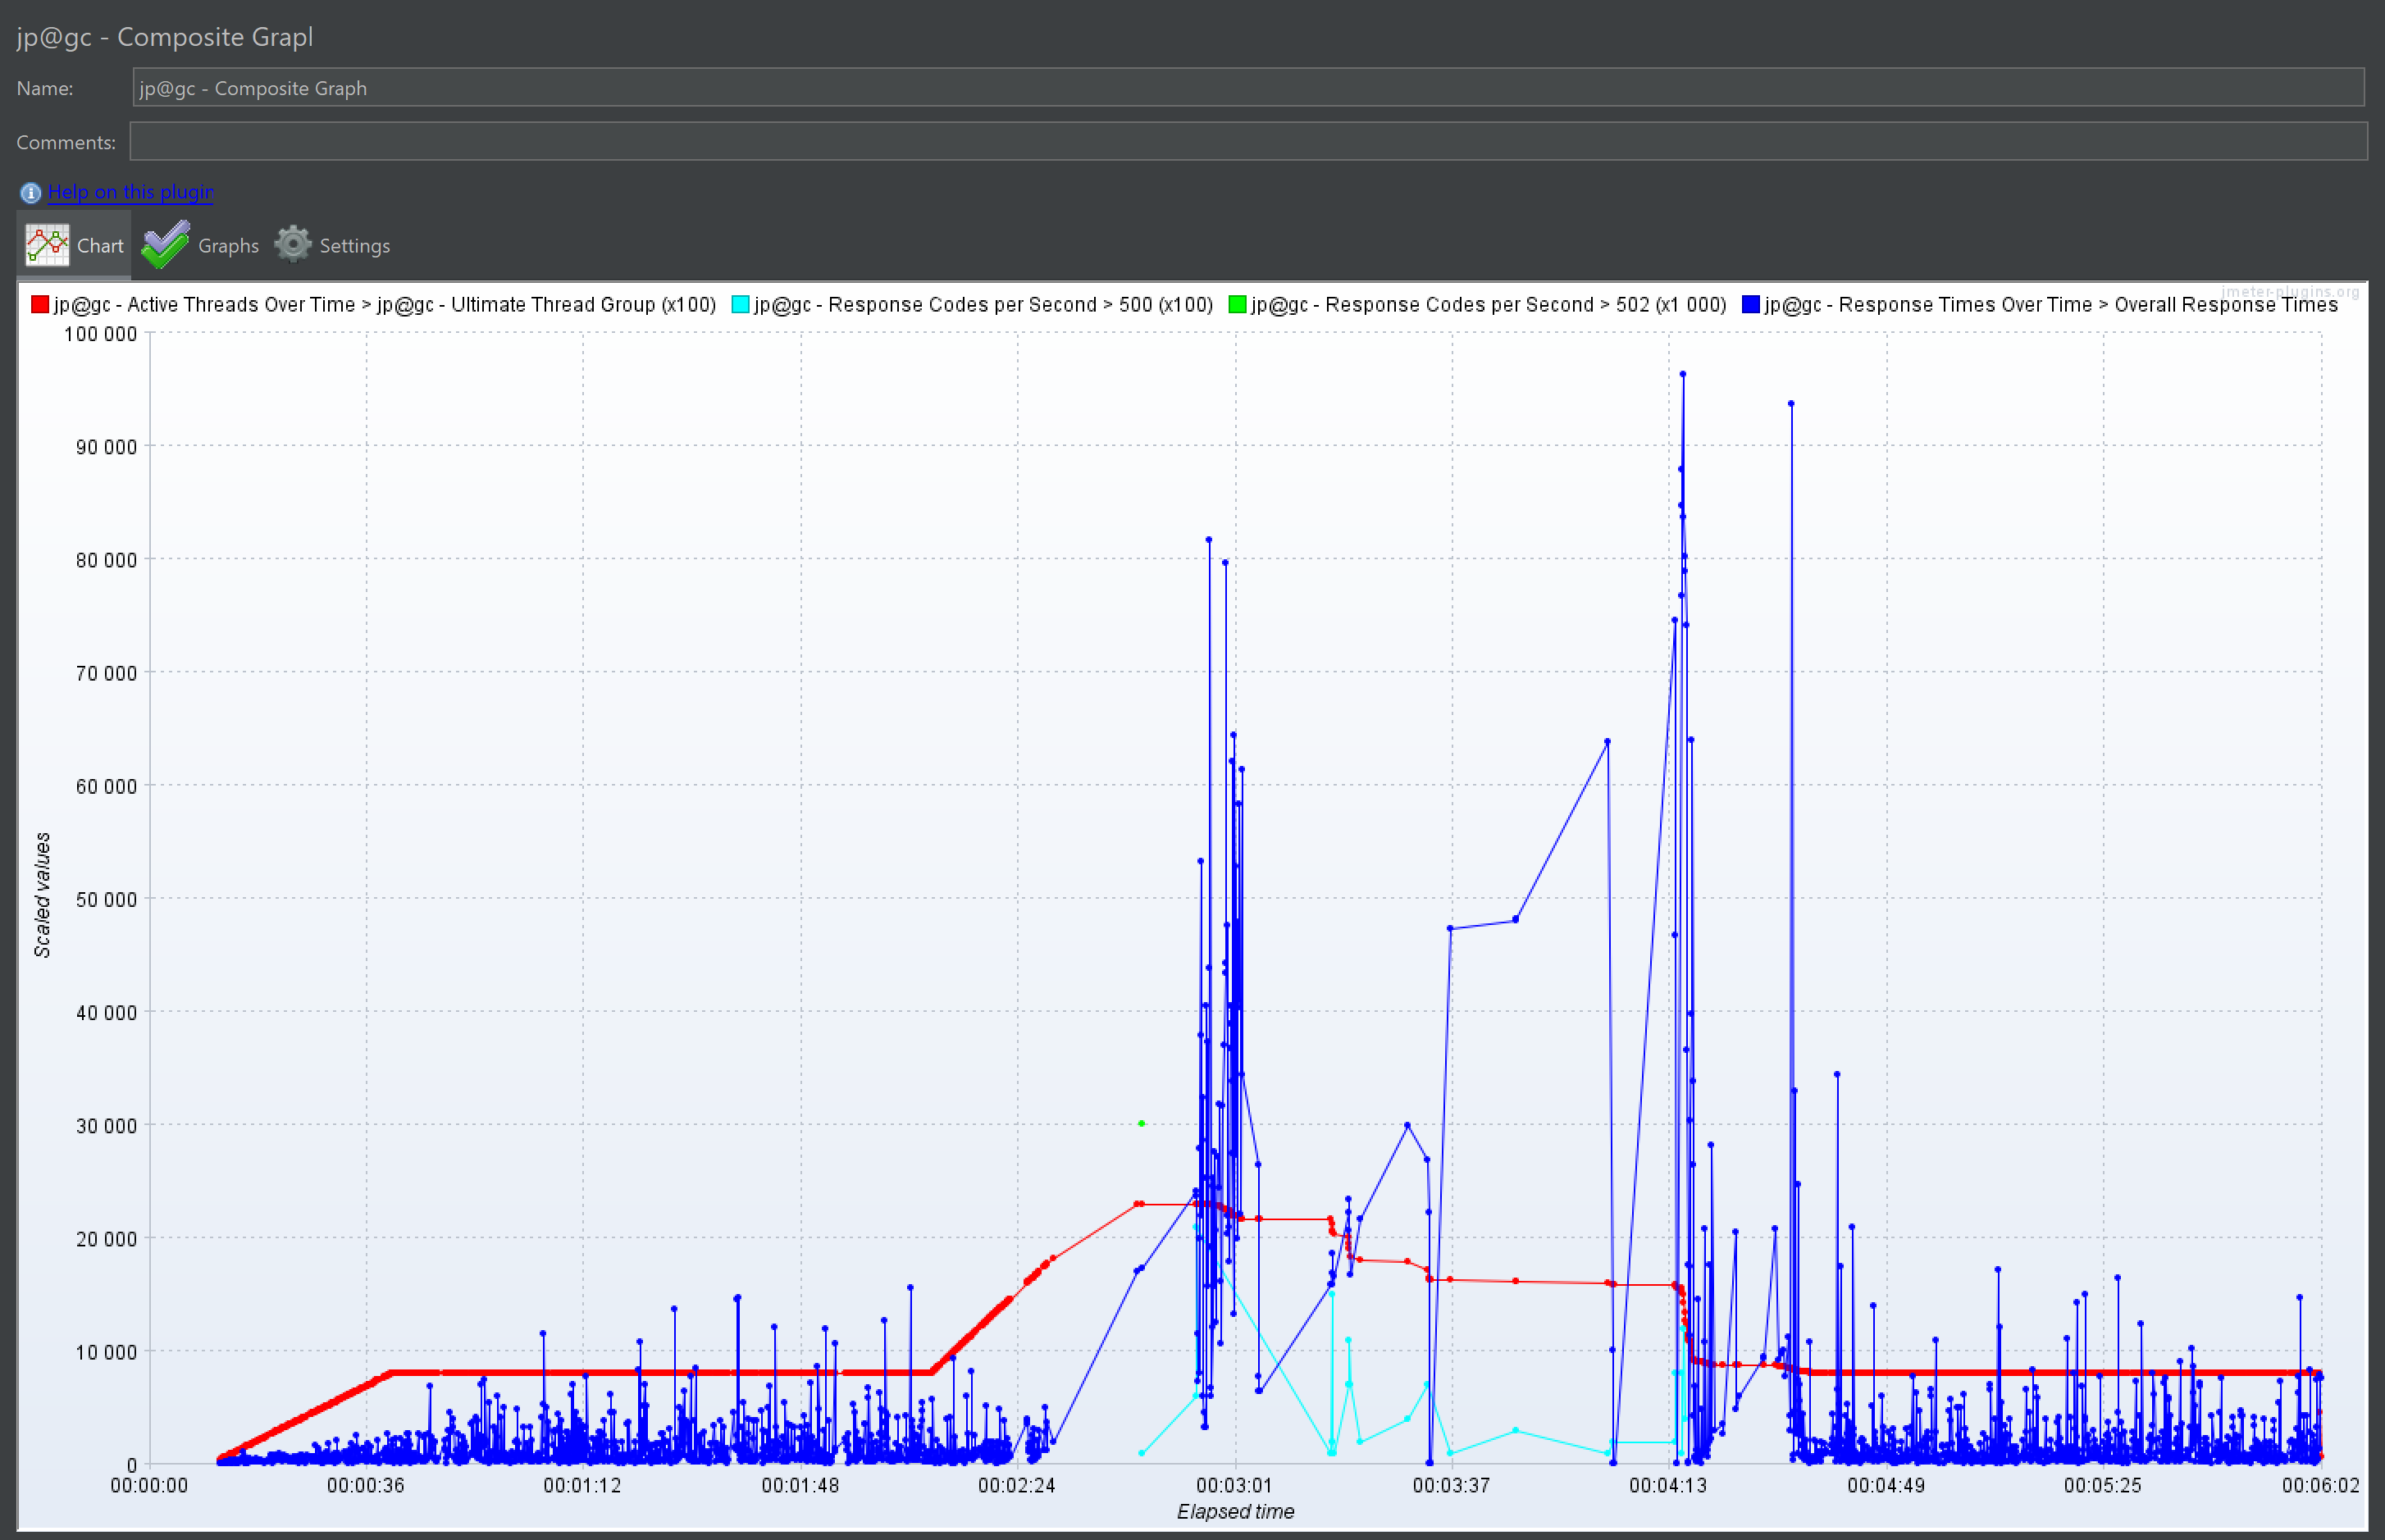 jp@gc - Composite Grapl
Name: jp@gc - Composite Graph
Comments:
Help on this plugin
Chart Graphs Settings
jmeter-plugins.org
jp@gc - Active Threads Over Time > jp@gc - Ultimate Thread Group (x100) jp@gc - Response Codes per Second > 500 (x100) jp@gc - Response Codes per Second > 502 (x1 000) jp@gc - Response Times Over Time > Overall Response Times
100 000
90 000
80 000
70 000
60 000
50 000
40 000
30 000
20 000
10 000
0
Scaled values
00:00:00 00:00:36 00:01:12 00:01:48 00:02:24 00:03:01 00:03:37 00:04:13 00:04:49 00:05:25 00:06:02
Elapsed time